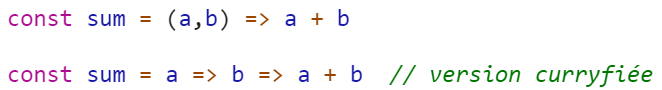 const sum = (a,b) => a + b
const sum = a => b => a + b  // version curryfiée